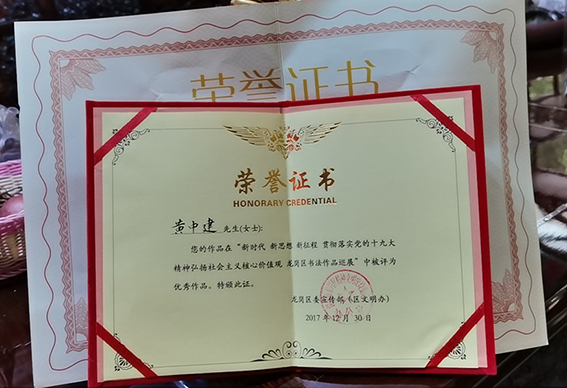 荣誉证书
荣誉证书
HONORARY CREDENTIAL
黄中建 先生(女士):
您的作品在“新时代 新思想 新征程 贯彻落实党的十九大
精神弘扬社会主义核心价值观 龙岗区书法作品巡展”中被评为
优秀作品。特颁此证。
龙岗区委宣传部(区文明办)
2017年12月30日